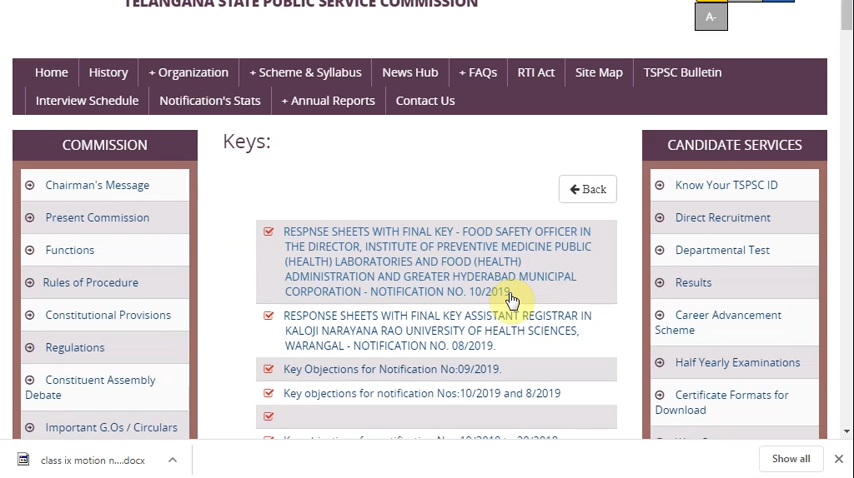 TELANGANA STATE PUBLIC SERVICE COMMISSION
A-
Home History + Organization + Scheme & Syllabus News Hub + FAQs RTI Act Site Map TSPSC Bulletin
Interview Schedule Notification's Stats + Annual Reports Contact Us
COMMISSION
Chairman's Message
Present Commission
Functions
Rules of Procedure
Constitutional Provisions
Regulations
Constituent Assembly
Debate
Important G.Os / Circulars
Keys:
Back
RESPNSE SHEETS WITH FINAL KEY - FOOD SAFETY OFFICER IN
THE DIRECTOR, INSTITUTE OF PREVENTIVE MEDICINE PUBLIC
(HEALTH) LABORATORIES AND FOOD (HEALTH)
ADMINISTRATION AND GREATER HYDERABAD MUNICIPAL
CORPORATION - NOTIFICATION NO. 10/2019.
RESPONSE SHEETS WITH FINAL KEY ASSISTANT REGISTRAR IN
KALOJI NARAYANA RAO UNIVERSITY OF HEALTH SCIENCES,
WARANGAL - NOTIFICATION NO. 08/2019.
Key Objections for Notification No:09/2019.
Key objections for notification Nos:10/2019 and 8/2019
CANDIDATE SERVICES
Know Your TSPSC ID
Direct Recruitment
Departmental Test
Results
Career Advancement
Scheme
Half Yearly Examinations
Certificate Formats for
Download
class ix motion n....docx
Show all